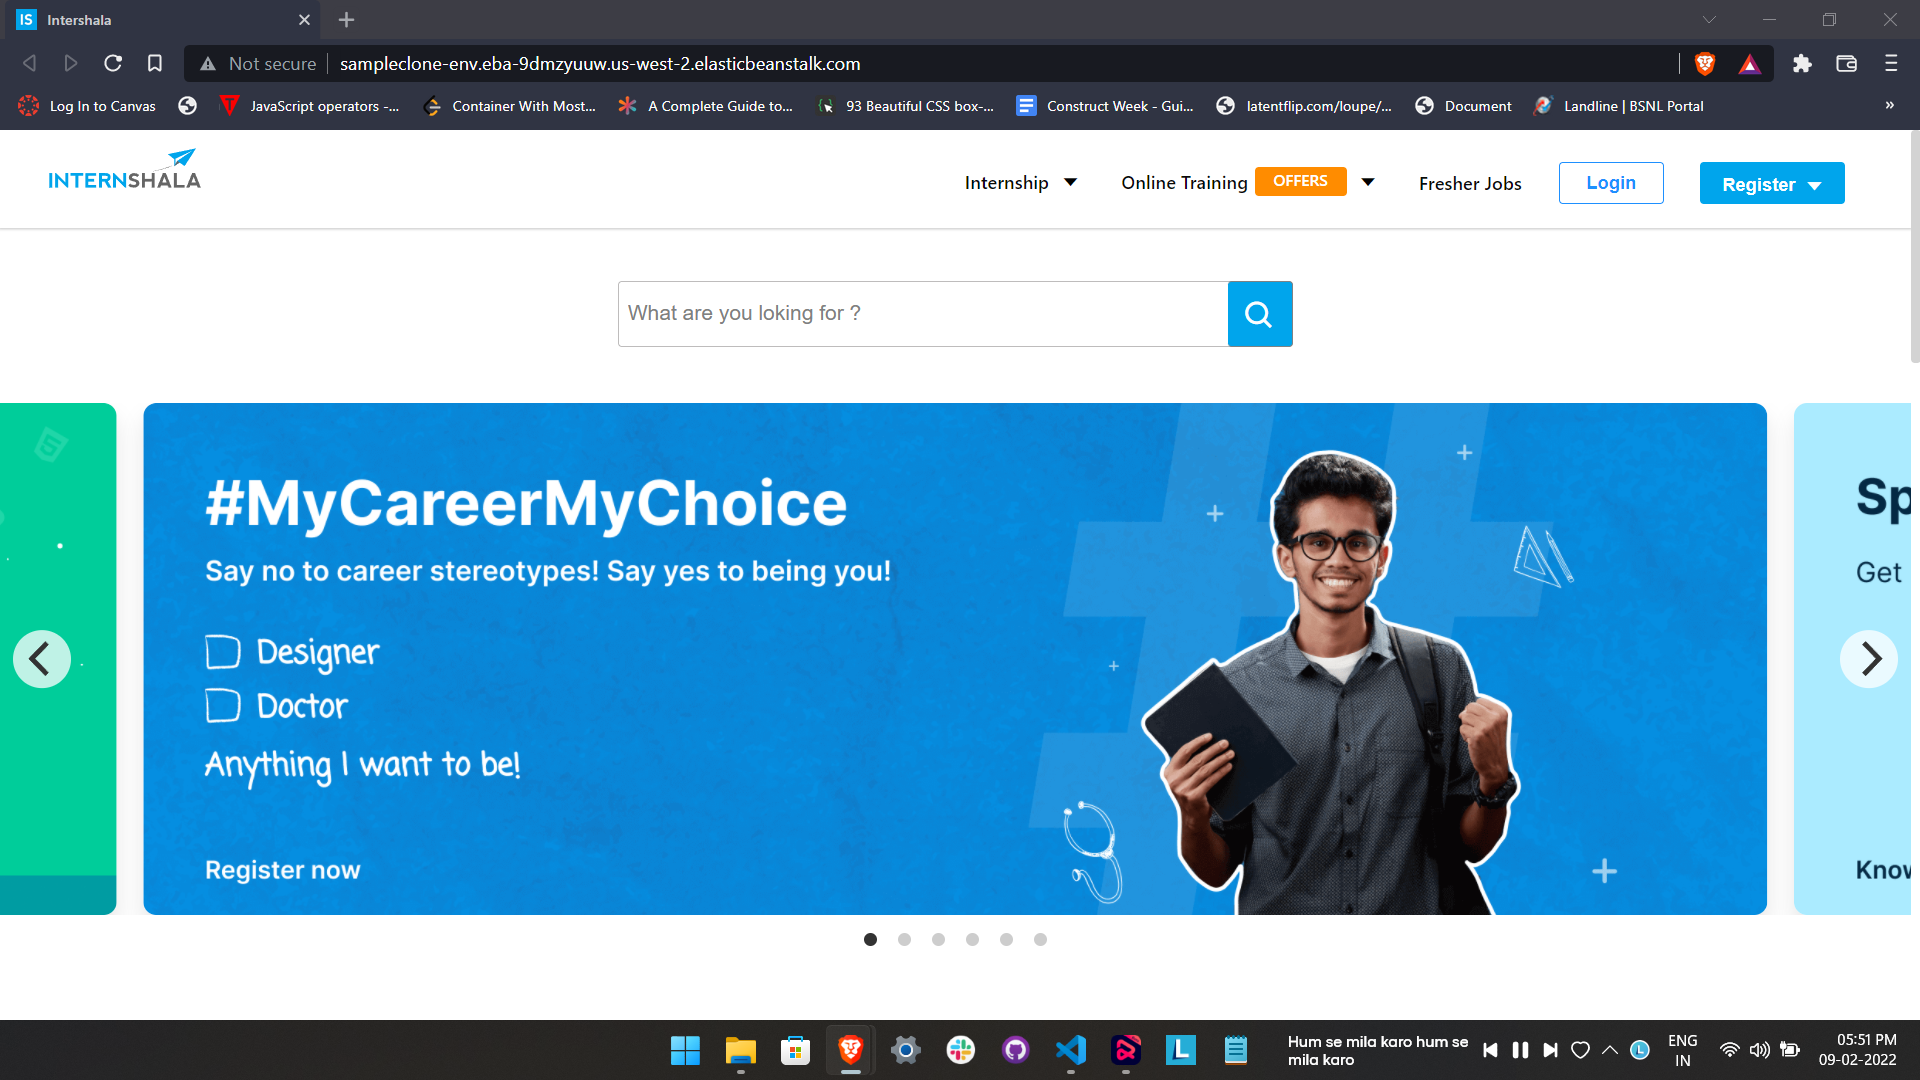 IS Intershala
Not secure sampleclone-env.eba-9dmzyuuw.us-west-2.elasticbeanstalk.com
Log In to Canvas JavaScript operators -... Container With Most... A Complete Guide to... 93 Beautiful CSS box-... Construct Week - Gui... latentflip.com/loupe/... Document Landline | BSNL Portal »
INTERNSHALA
Internship Online Training OFFERS Fresher Jobs Login Register
What are you loking for ?
#MyCareerMyChoice
Say no to career stereotypes! Say yes to being you!
Designer
Doctor
Anything I want to be!
Register now
Sp
Get
Know
Hum se mila karo hum se
mila karo
ENG
IN
05:51 PM
09-02-2022